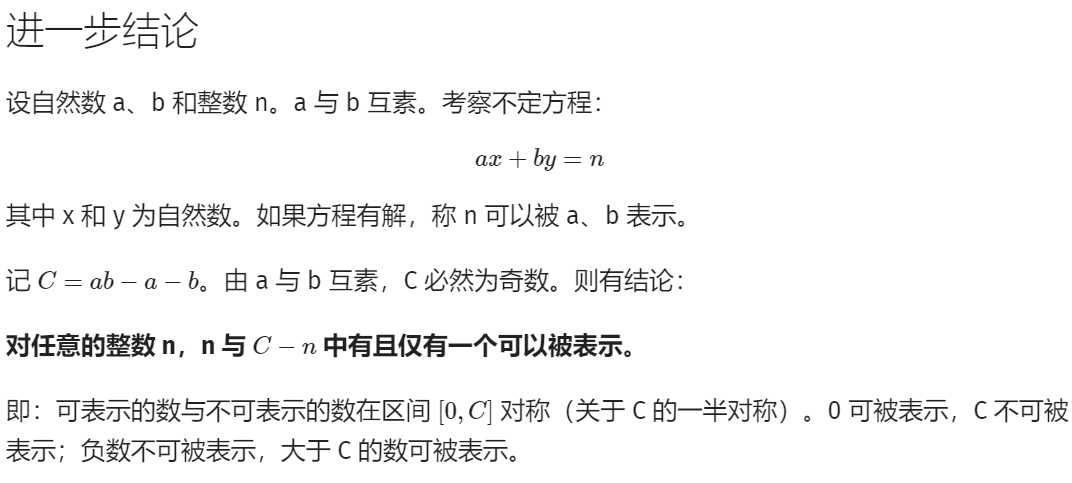 进一步结论
设自然数 a、b 和整数 n。a 与 b 互素。考察不定方程：
ax + by = n
其中 x 和 y 为自然数。如果方程有解，称 n 可以被 a、b 表示。
记 C = ab − a − b。由 a 与 b 互素，C 必然为奇数。则有结论：
对任意的整数 n，n 与 C − n 中有且仅有一个可以被表示。
即：可表示的数与不可表示的数在区间 [0, C] 对称（关于 C 的一半对称）。0 可被表示，C 不可被
表示；负数不可被表示，大于 C 的数可被表示。